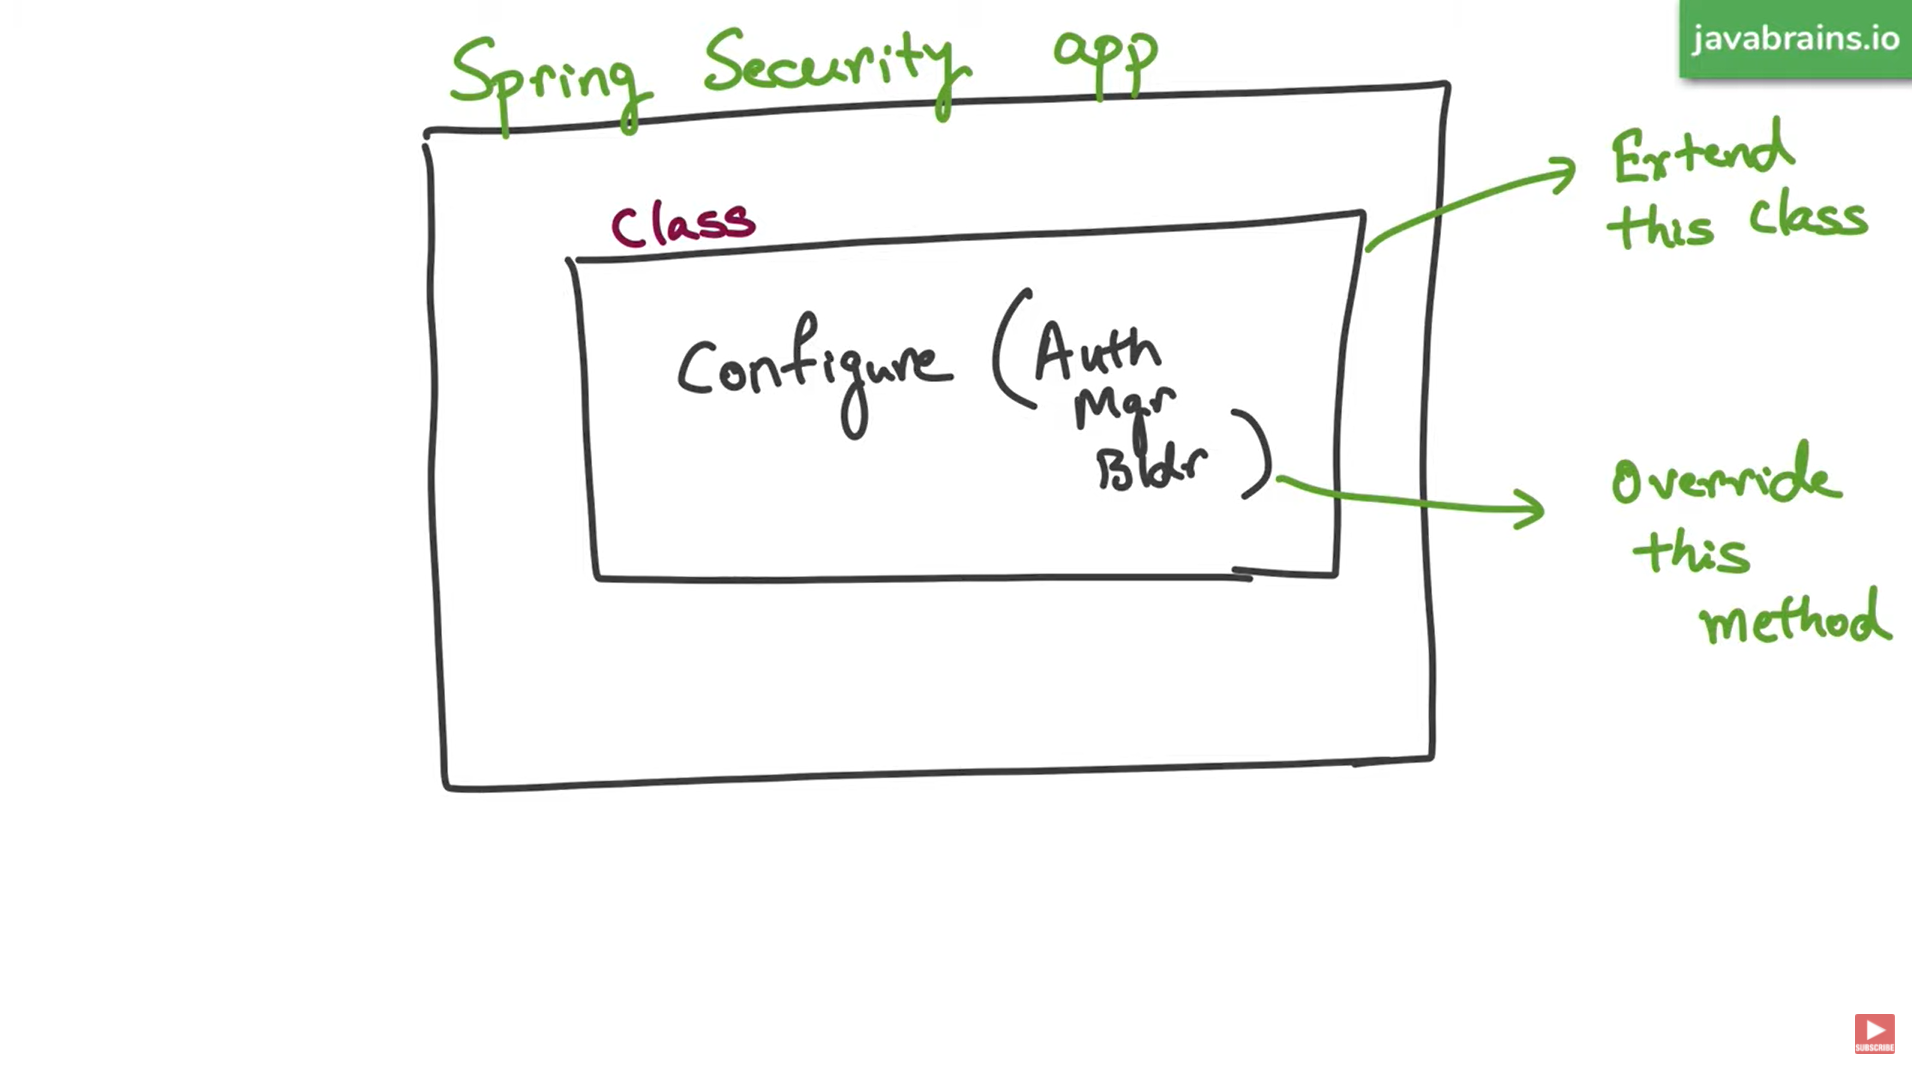 javabrains.io
Spring Security app
Extend
this class
Class
Configure (Auth
Mgr
Bldr )
Override
this
method
SUBSCRIBE